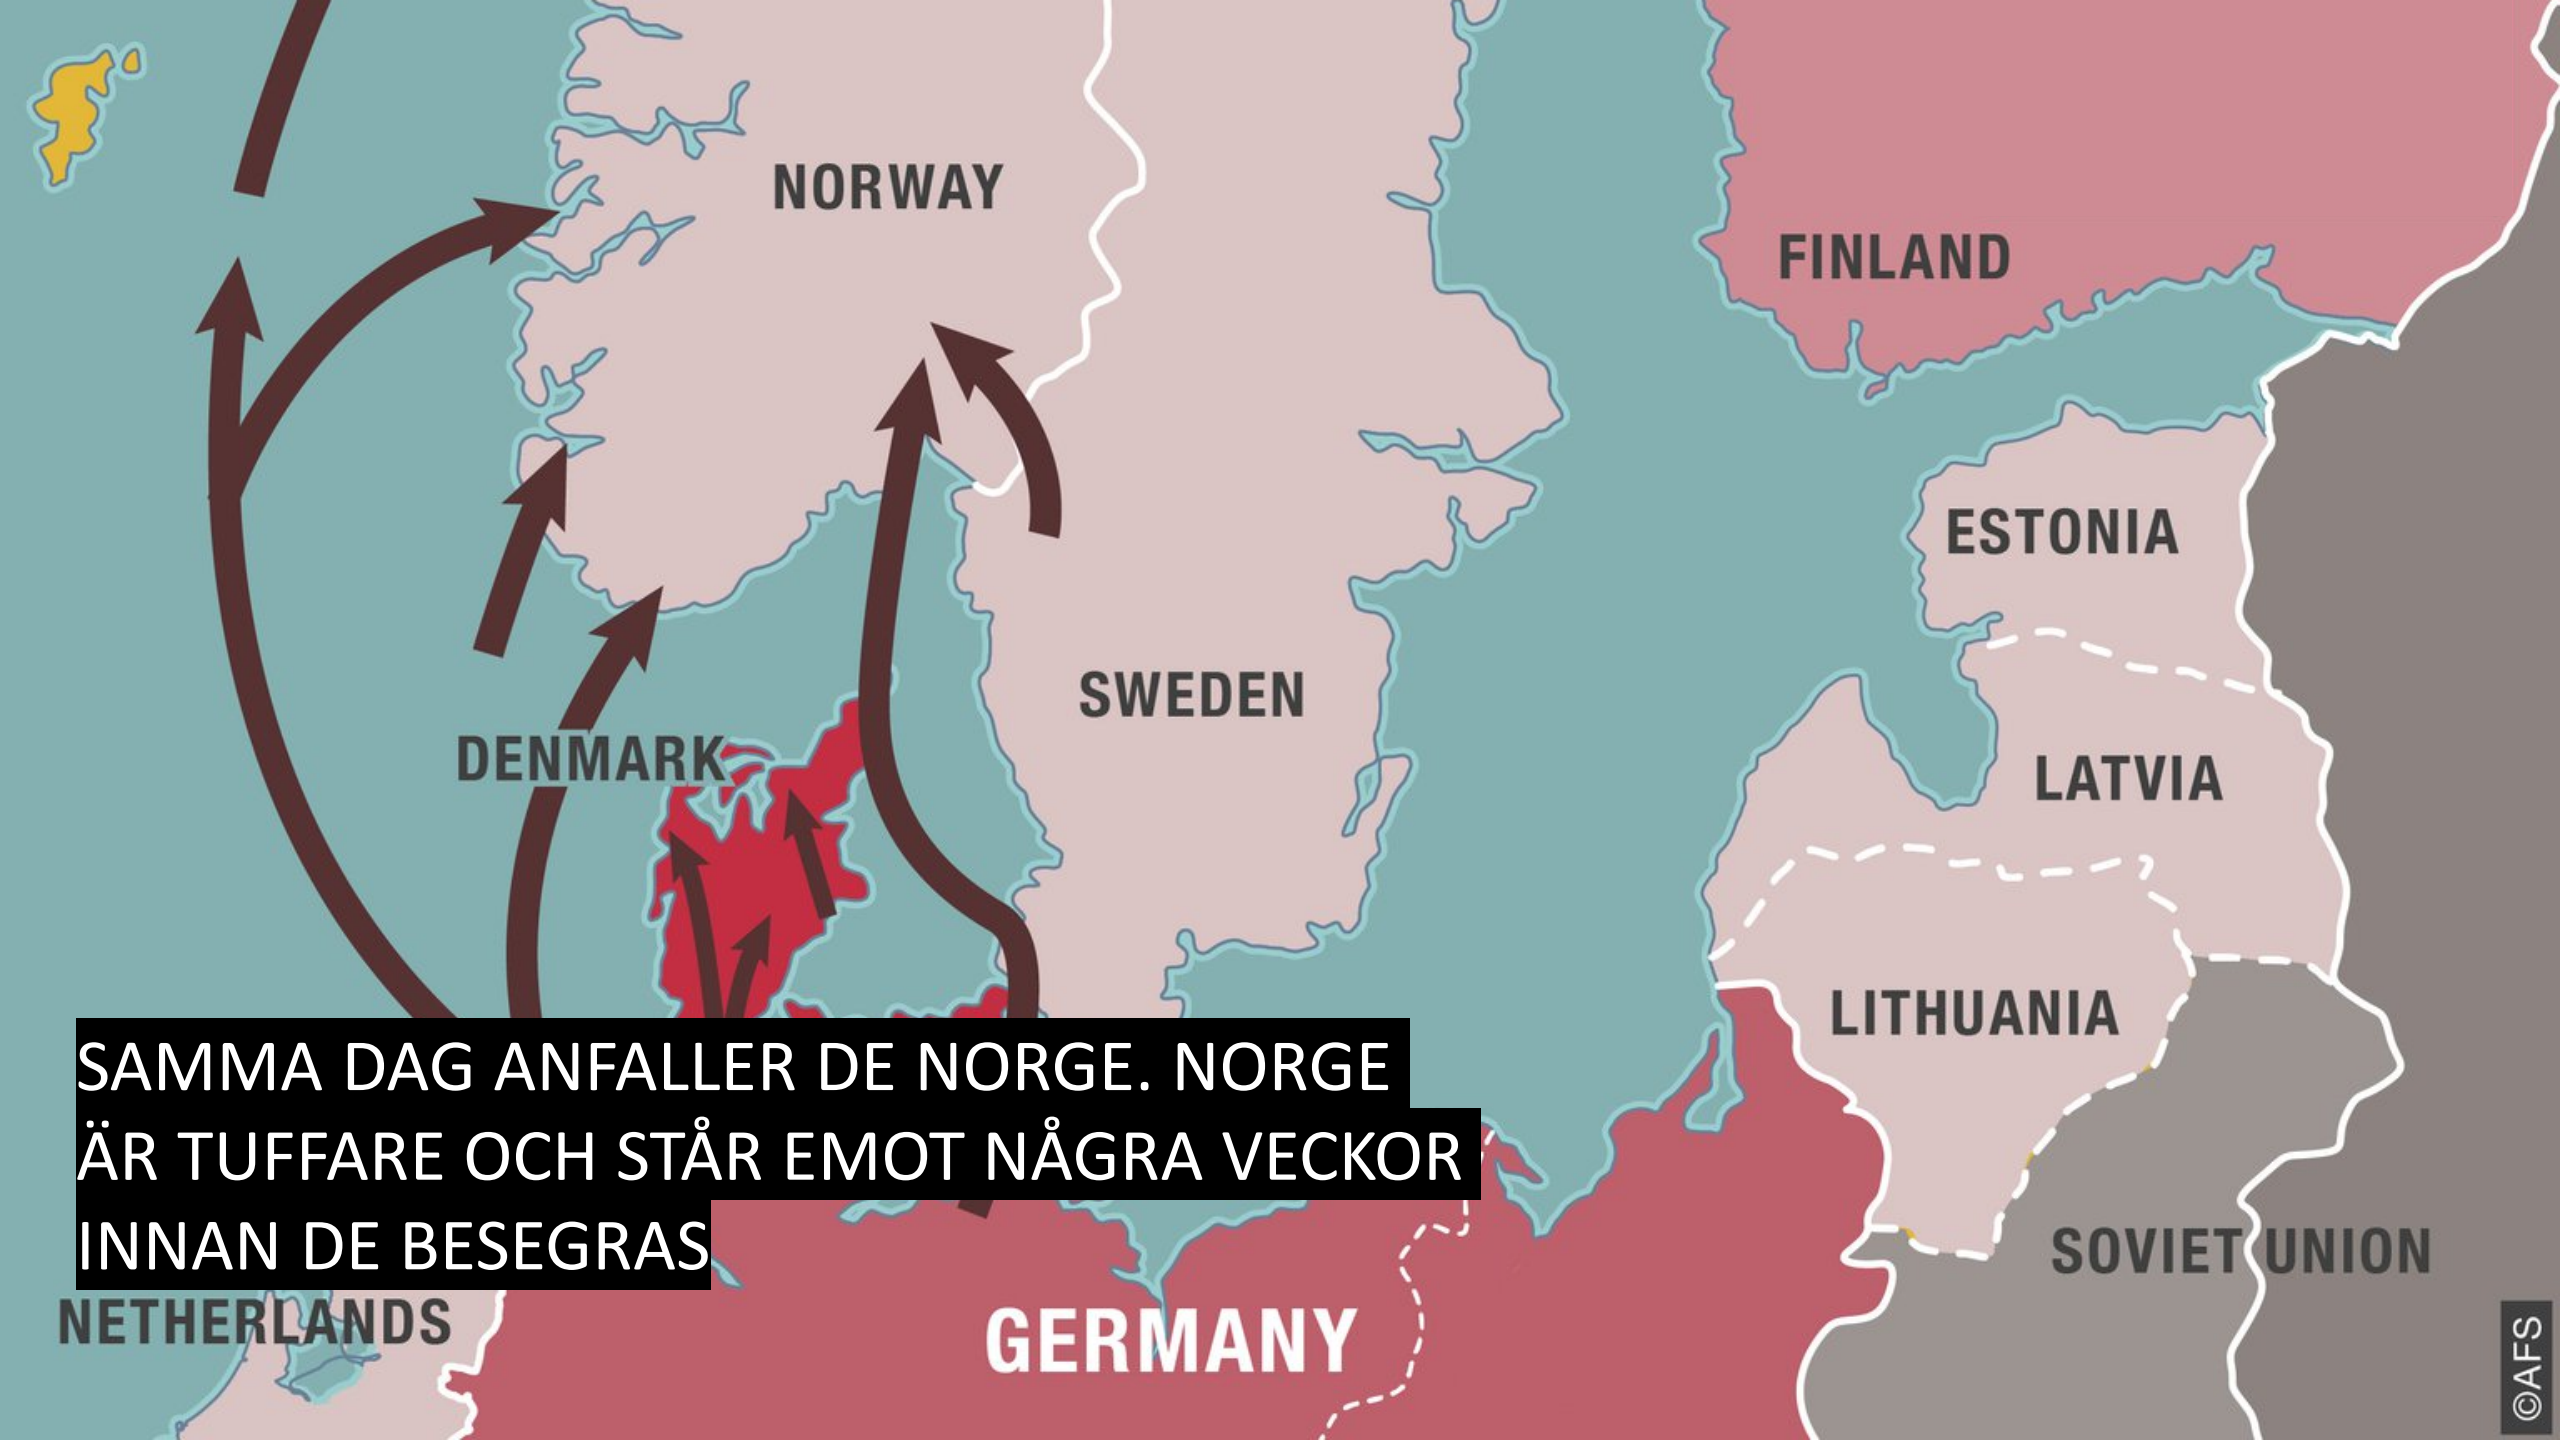 NORWAY
FINLAND
ESTONIA
SWEDEN
DENMARK
LATVIA
LITHUANIA
SAMMA DAG ANFALLER DE NORGE. NORGE
ÄR TUFFARE OCH STÅR EMOT NÅGRA VECKOR
INNAN DE BESEGRAS
SOVIET UNION
NETHERLANDS
GERMANY
©AFS